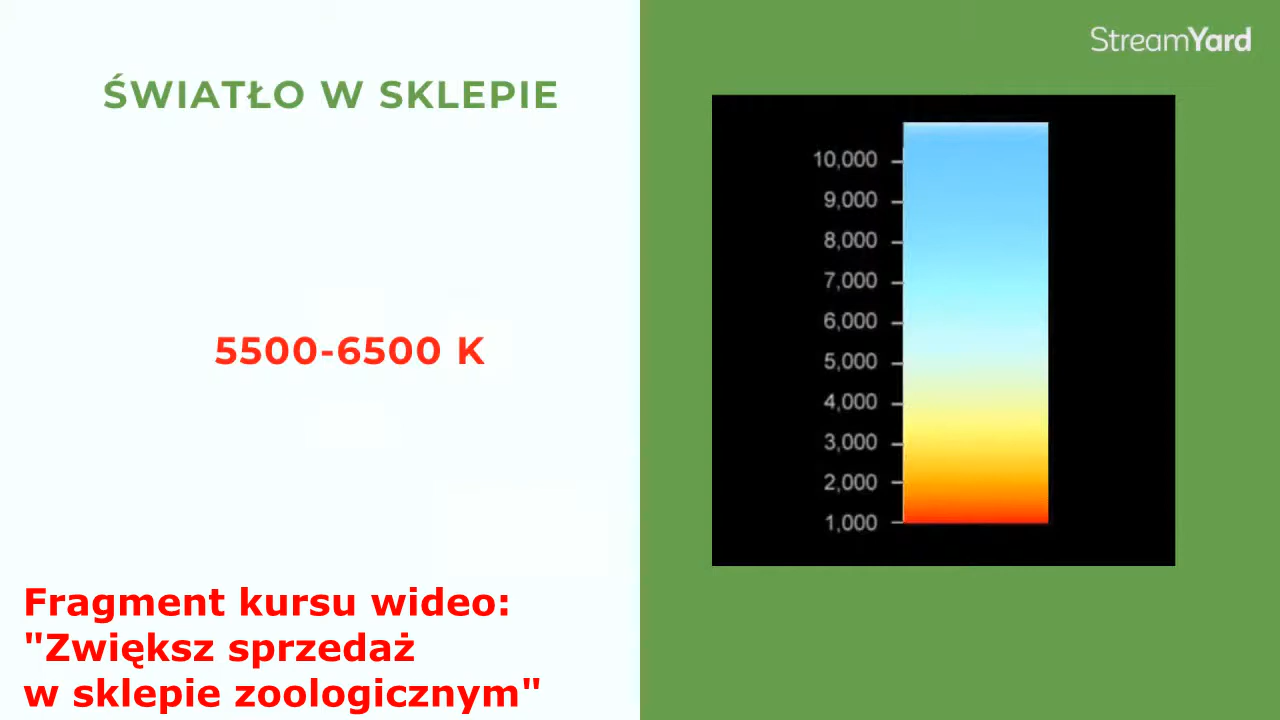 StreamYard
ŚWIATŁO W SKLEPIE
5500-6500 K
10,000
9,000
8,000
7,000
6,000
5,000
4,000
3,000
2,000
1,000
Fragment kursu wideo:
"Zwiększ sprzedaż
w sklepie zoologicznym"